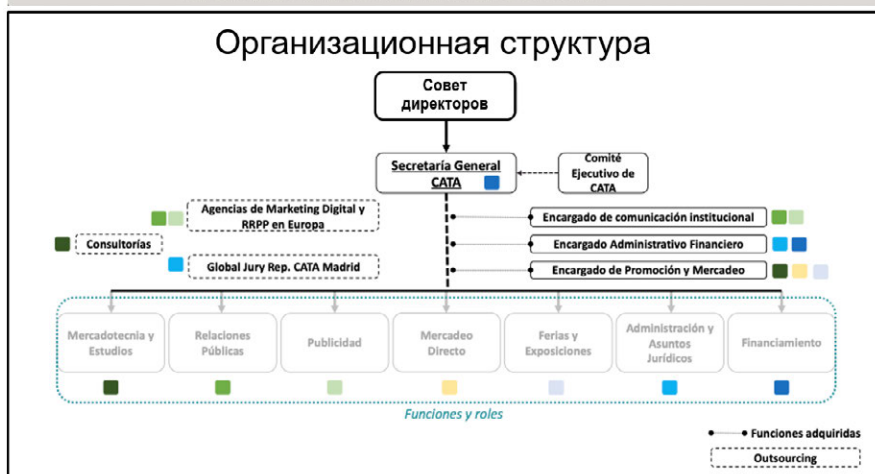 Организационная структура
Совет
директоров
Secretaría General
CATA
Comité
Ejecutivo de
CATA
Agencias de Marketing Digital y
RRPP en Europa
Encargado de comunicación institucional
Consultorías
Encargado Administrativo Financiero
Global Jury Rep. CATA Madrid
Encargado de Promoción y Mercadeo
Mercadotecnia y
Estudios
Relaciones
Públicas
Publicidad
Mercadeo
Directo
Ferias y
Exposiciones
Administración y
Asuntos
Jurídicos
Financiamiento
Funciones y roles
Funciones adquiridas
Outsourcing